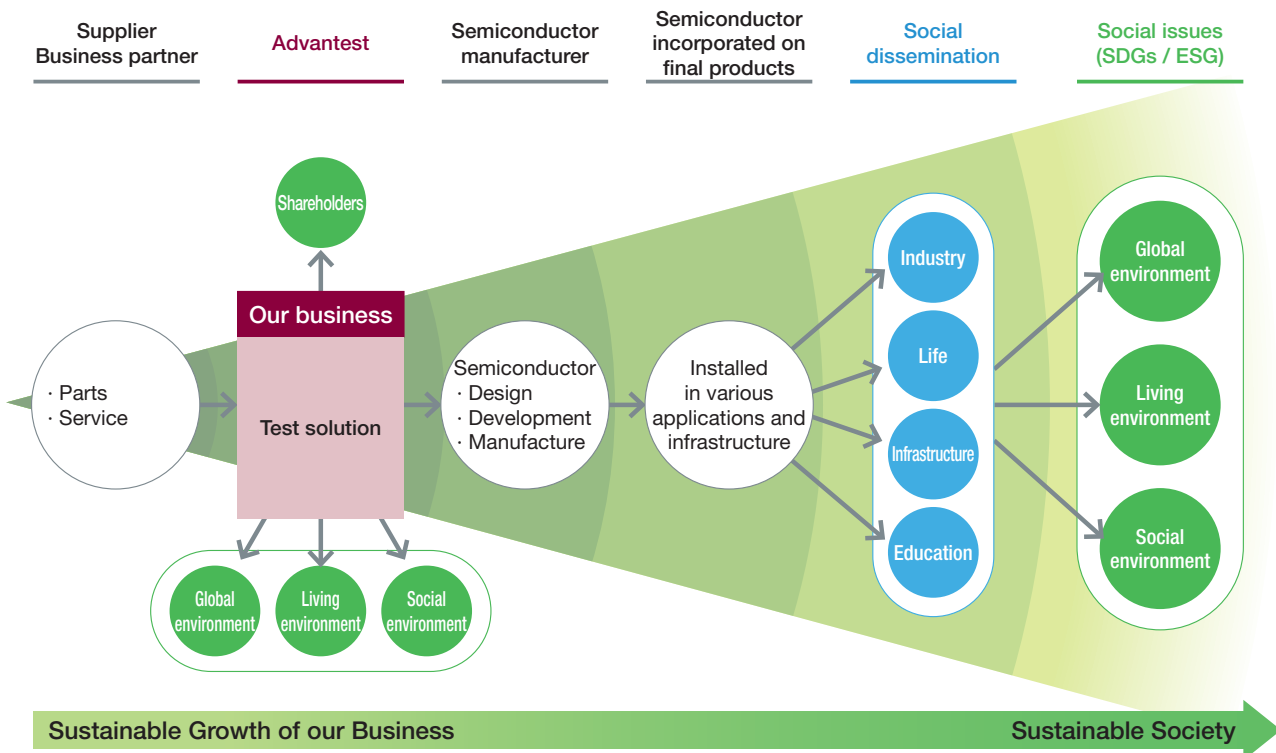 Supplier
Business partner
Advantest
Semiconductor
manufacturer
Semiconductor
incorporated on
final products
Social
dissemination
Social issues
(SDGs / ESG)
Shareholders
Our business
Test solution
· Parts
· Service
Semiconductor
· Design
· Development
· Manufacture
Installed
in various
applications and
infrastructure
Industry
Life
Infrastructure
Education
Global
environment
Living
environment
Social
environment
Global
environment
Living
environment
Social
environment
Sustainable Growth of our Business
Sustainable Society